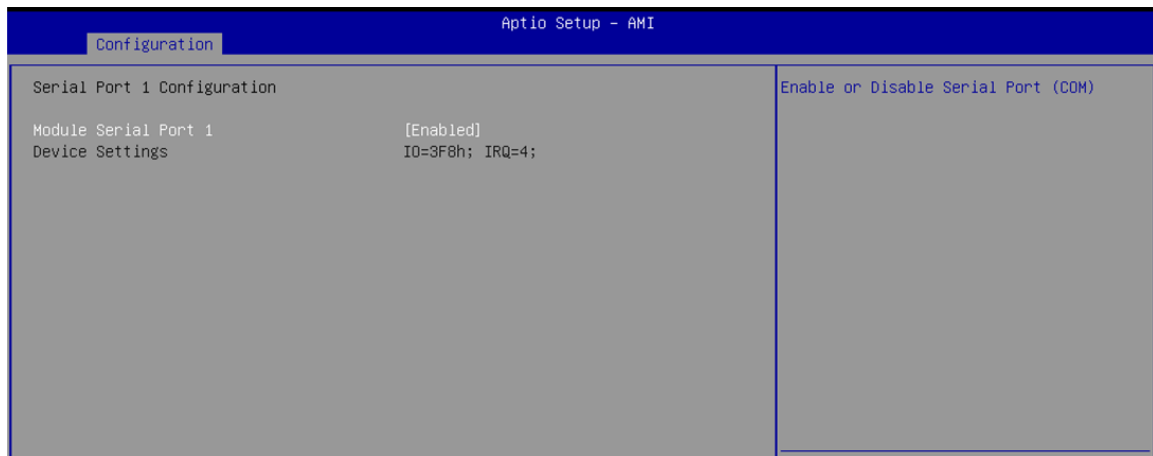 Aptio Setup – AMI
Configuration
Serial Port 1 Configuration
Module Serial Port 1 [Enabled]
Device Settings IO=3F8h; IRQ=4;
Enable or Disable Serial Port (COM)